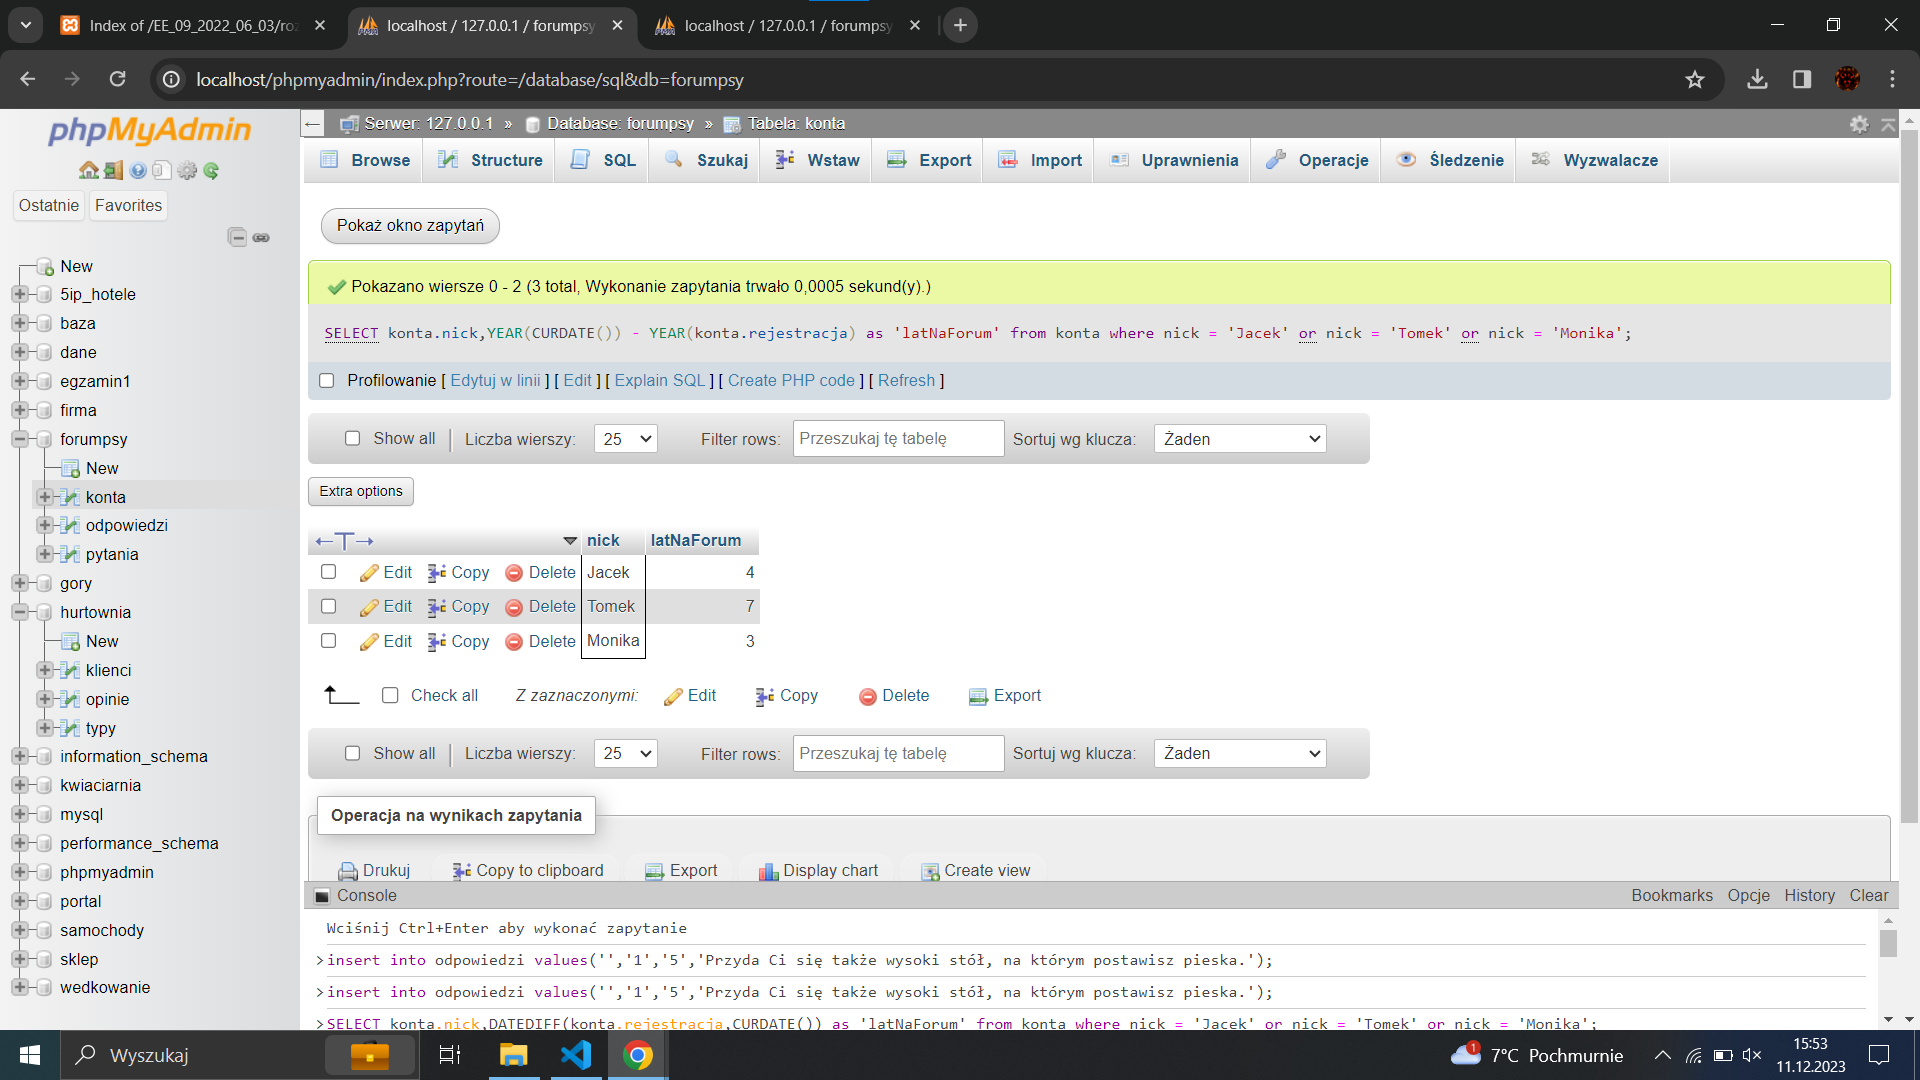 Index of /EE_09_2022_06_03/roz
localhost / 127.0.0.1 / forumpsy
localhost / 127.0.0.1 / forumpsy
localhost/phpmyadmin/index.php?route=/database/sql&db=forumpsy
phpMyAdmin
Ostatnie
Favorites
New
5ip_hotele
baza
dane
egzamin1
firma
forumpsy
New
konta
odpowiedzi
pytania
gory
hurtownia
New
klienci
opinie
typy
information_schema
kwiaciarnia
mysql
performance_schema
phpmyadmin
portal
samochody
sklep
wedkowanie
Serwer: 127.0.0.1 » Database: forumpsy » Tabela: konta
Browse Structure SQL Szukaj Wstaw Export Import Uprawnienia Operacje Śledzenie Wyzwalacze
Pokaż okno zapytań
Pokazano wiersze 0 - 2 (3 total, Wykonanie zapytania trwało 0,0005 sekund(y).)
SELECT konta.nick,YEAR(CURDATE()) - YEAR(konta.rejestracja) as 'latNaForum' from konta where nick = 'Jacek' or nick = 'Tomek' or nick = 'Monika';
Profilowanie [ Edytuj w linii ] [ Edit ] [ Explain SQL ] [ Create PHP code ] [ Refresh ]
Show all Liczba wierszy: 25 Filter rows: Przeszukaj tę tabelę Sortuj wg klucza: Żaden
Extra options
←T→ nick latNaForum
Edit Copy Delete Jacek 4
Edit Copy Delete Tomek 7
Edit Copy Delete Monika 3
Check all Z zaznaczonymi: Edit Copy Delete Export
Show all Liczba wierszy: 25 Filter rows: Przeszukaj tę tabelę Sortuj wg klucza: Żaden
Operacja na wynikach zapytania
Drukuj Copy to clipboard Export Display chart Create view
Console Bookmarks Opcje History Clear
Wciśnij Ctrl+Enter aby wykonać zapytanie
>insert into odpowiedzi values('','1','5','Przyda Ci się także wysoki stół, na którym postawisz pieska.');
>insert into odpowiedzi values('','1','5','Przyda Ci się także wysoki stół, na którym postawisz pieska.');
>SELECT konta.nick,DATEDIFF(konta.rejestracja,CURDATE()) as 'latNaForum' from konta where nick = 'Jacek' or nick = 'Tomek' or nick = 'Monika';
Wyszukaj
1
7°C Pochmurnie
15:53
11.12.2023